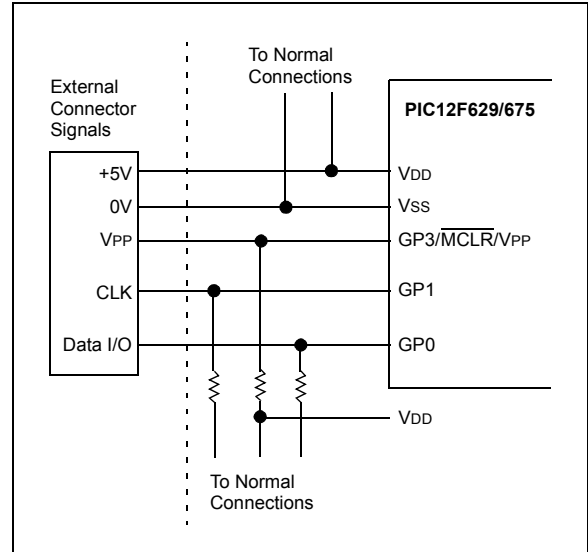 To Normal
Connections
External
Connector
Signals
PIC12F629/675
+5V
VDD
0V
VSS
VPP
GP3/MCLR/VPP
CLK
GP1
Data I/O
GP0
VDD
To Normal
Connections